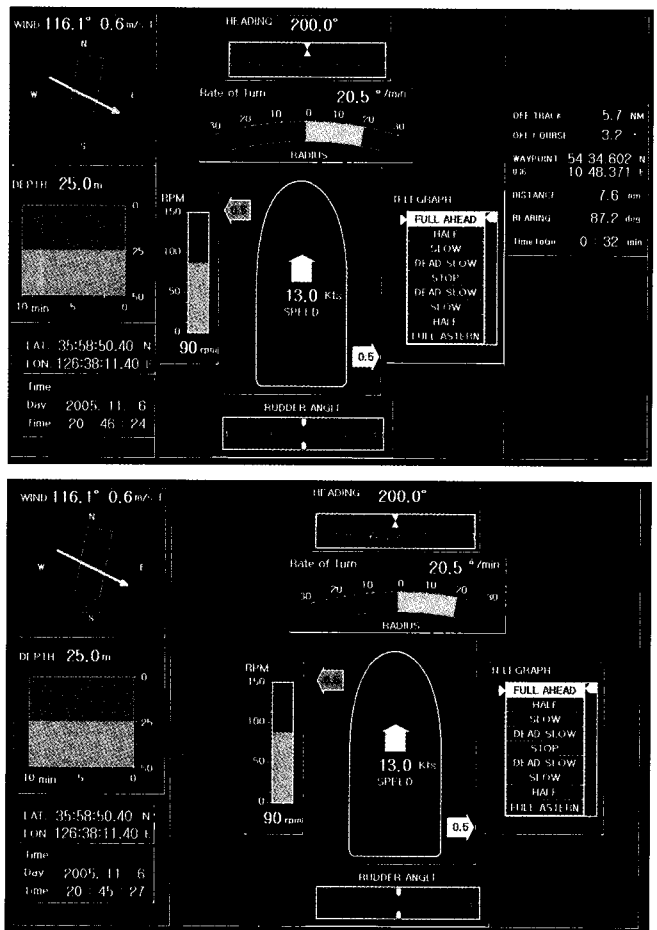 WIND 116.1° 0.6 m/s
N
W E
S
DEPTH 25.0 m
0
25
50
10 min 5 0
LAT. 35:58:50.40 N
LON. 126:38:11.40 E
Time
Day 2005. 11. 6
Time 20 : 46 : 24
HEADING 200.0°
Rate of Turn 20.5 °/min
30 20 10 0 10 20 30
RADIUS
RPM
150
100
50
0
90 rpm
13.0 Kts
SPEED
0.5
RUDDER ANGLE
TELEGRAPH
FULL AHEAD
HALF
SLOW
DEAD SLOW
STOP
DEAD SLOW
SLOW
HALF
FULL ASTERN
OFF TRACK 5.7 NM
OFF COURSE 3.2 °
WAYPOINT 54 34.602 N
10 48.371 E
DISTANCE 7.6 nm
BEARING 87.2 deg
TimeToGo 0 : 32 min
WIND 116.1° 0.6 m/s
N
W E
S
DEPTH 25.0 m
0
25
50
10 min 5 0
LAT. 35:58:50.40 N
LON 126:38:11.40 E
Time
Day 2005. 11. 6
Time 20 : 45 : 27
HEADING 200.0°
Rate of Turn 20.5 °/min
30 20 10 0 10 20 30
RADIUS
RPM
150
100
50
0
90 rpm
13.0 Kts
SPEED
0.5
RUDDER ANGLE
TELEGRAPH
FULL AHEAD
HALF
SLOW
DEAD SLOW
STOP
DEAD SLOW
SLOW
HALF
FULL ASTERN